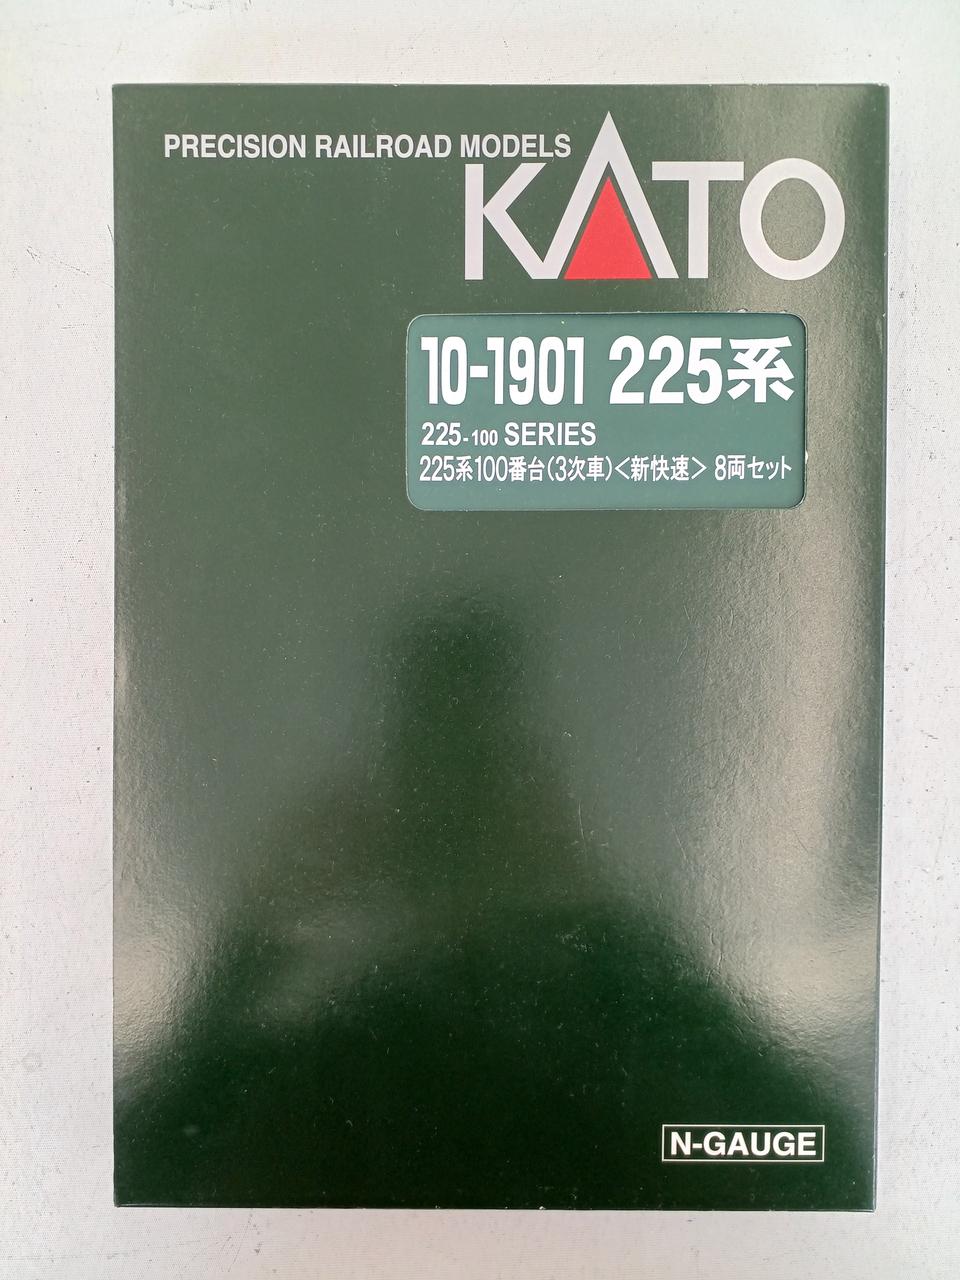 PRECISION RAILROAD MODELS
KATO
10-1901 225系
225-100 SERIES
225系100番台(3次車)<新快速> 8両セット
N-GAUGE